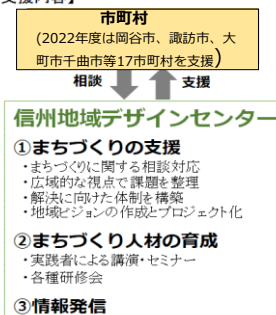 市町村
(2022年度は岡谷市、諏訪市、大
町市千曲市等17市町村を支援)
相談 支援
信州地域デザインセンター
①まちづくりの支援
・まちづくりに関する相談対応
・広域的な視点で課題を整理
・解決に向けた体制を構築
・地域ビジョンの作成とプロジェクト化
②まちづくり人材の育成
・実践者による講演・セミナー
・各種研修会
③情報発信